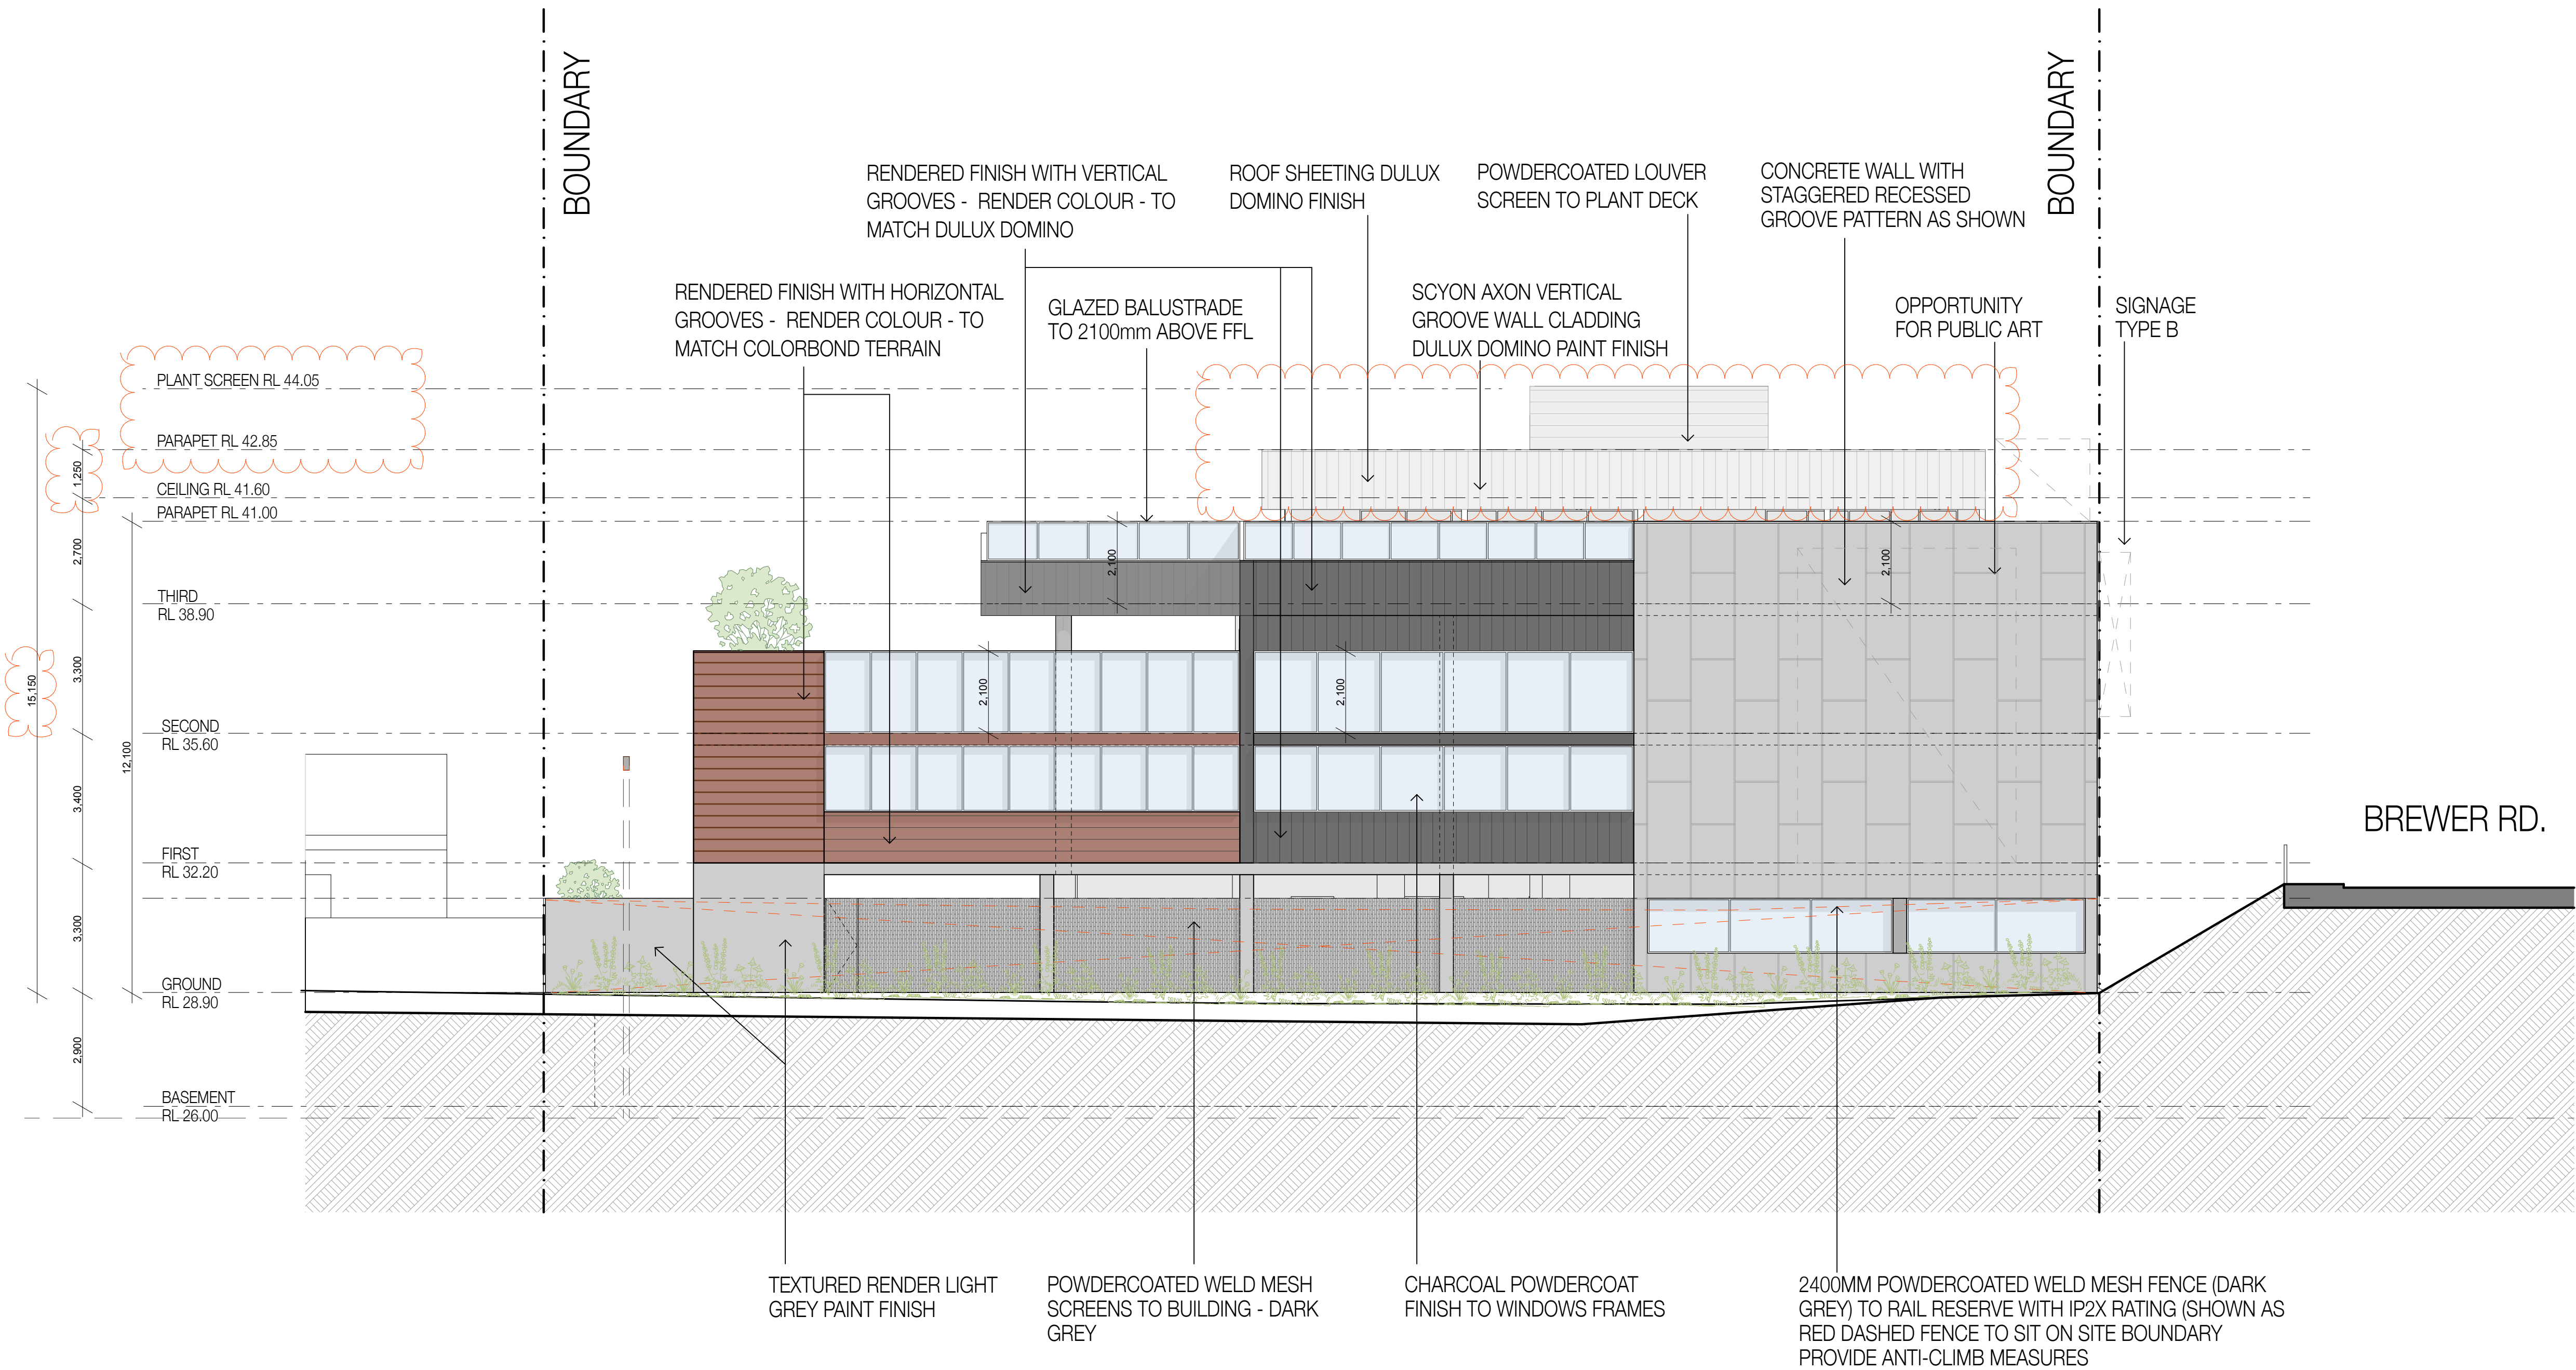 BOUNDARY
BOUNDARY
RENDERED FINISH WITH VERTICAL
GROOVES - RENDER COLOUR - TO
MATCH DULUX DOMINO
ROOF SHEETING DULUX
DOMINO FINISH
POWDERCOATED LOUVER
SCREEN TO PLANT DECK
CONCRETE WALL WITH
STAGGERED RECESSED
GROOVE PATTERN AS SHOWN
RENDERED FINISH WITH HORIZONTAL
GROOVES - RENDER COLOUR - TO
MATCH COLORBOND TERRAIN
GLAZED BALUSTRADE
TO 2100mm ABOVE FFL
SCYON AXON VERTICAL
GROOVE WALL CLADDING
DULUX DOMINO PAINT FINISH
OPPORTUNITY
FOR PUBLIC ART
SIGNAGE
TYPE B
PLANT SCREEN RL 44.05
PARAPET RL 42.85
CEILING RL 41.60
PARAPET RL 41.00
THIRD
RL 38.90
SECOND
RL 35.60
FIRST
RL 32.20
GROUND
RL 28.90
BASEMENT
RL 26.00
15,150
1,250
2,700
3,300
3,400
3,300
2,900
12,100
2,100
2,100
2,100
2,100
BREWER RD.
TEXTURED RENDER LIGHT
GREY PAINT FINISH
POWDERCOATED WELD MESH
SCREENS TO BUILDING - DARK
GREY
CHARCOAL POWDERCOAT
FINISH TO WINDOWS FRAMES
2400MM POWDERCOATED WELD MESH FENCE (DARK
GREY) TO RAIL RESERVE WITH IP2X RATING (SHOWN AS
RED DASHED FENCE TO SIT ON SITE BOUNDARY
PROVIDE ANTI-CLIMB MEASURES